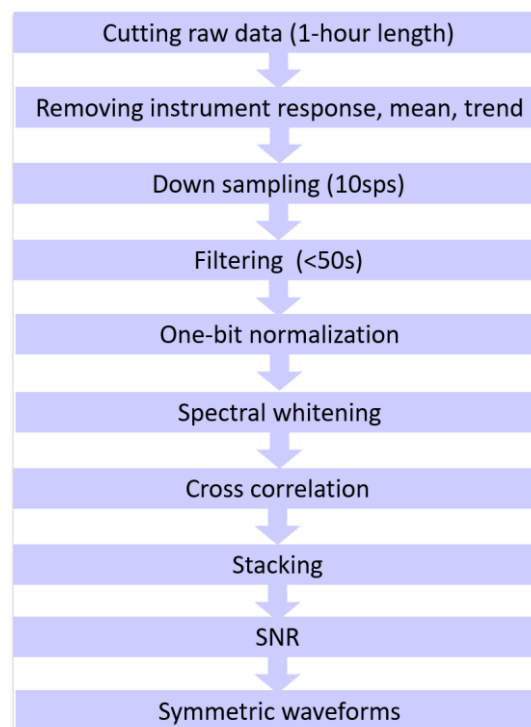 Cutting raw data (1-hour length)
Removing instrument response, mean, trend
Down sampling (10sps)
Filtering  (<50s)
One-bit normalization
Spectral whitening
Cross correlation
Stacking
SNR
Symmetric waveforms